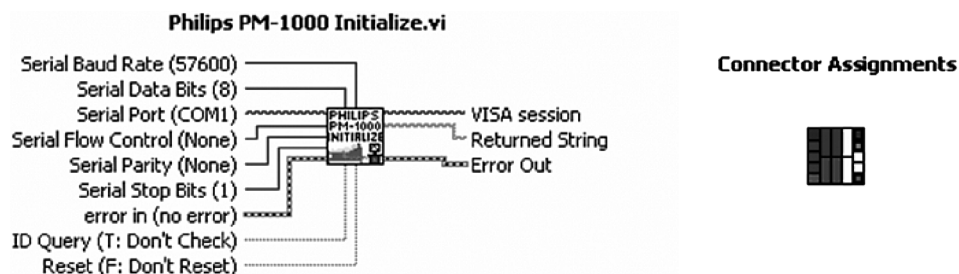 Philips PM-1000 Initialize.vi
Serial Baud Rate (57600)
Serial Data Bits (8)
Serial Port (COM1)
Serial Flow Control (None)
Serial Parity (None)
Serial Stop Bits (1)
error in (no error)
ID Query (T: Don't Check)
Reset (F: Don't Reset)
PHILIPS
PM-1000
INITIALIZE
VISA session
Returned String
Error Out
Connector Assignments